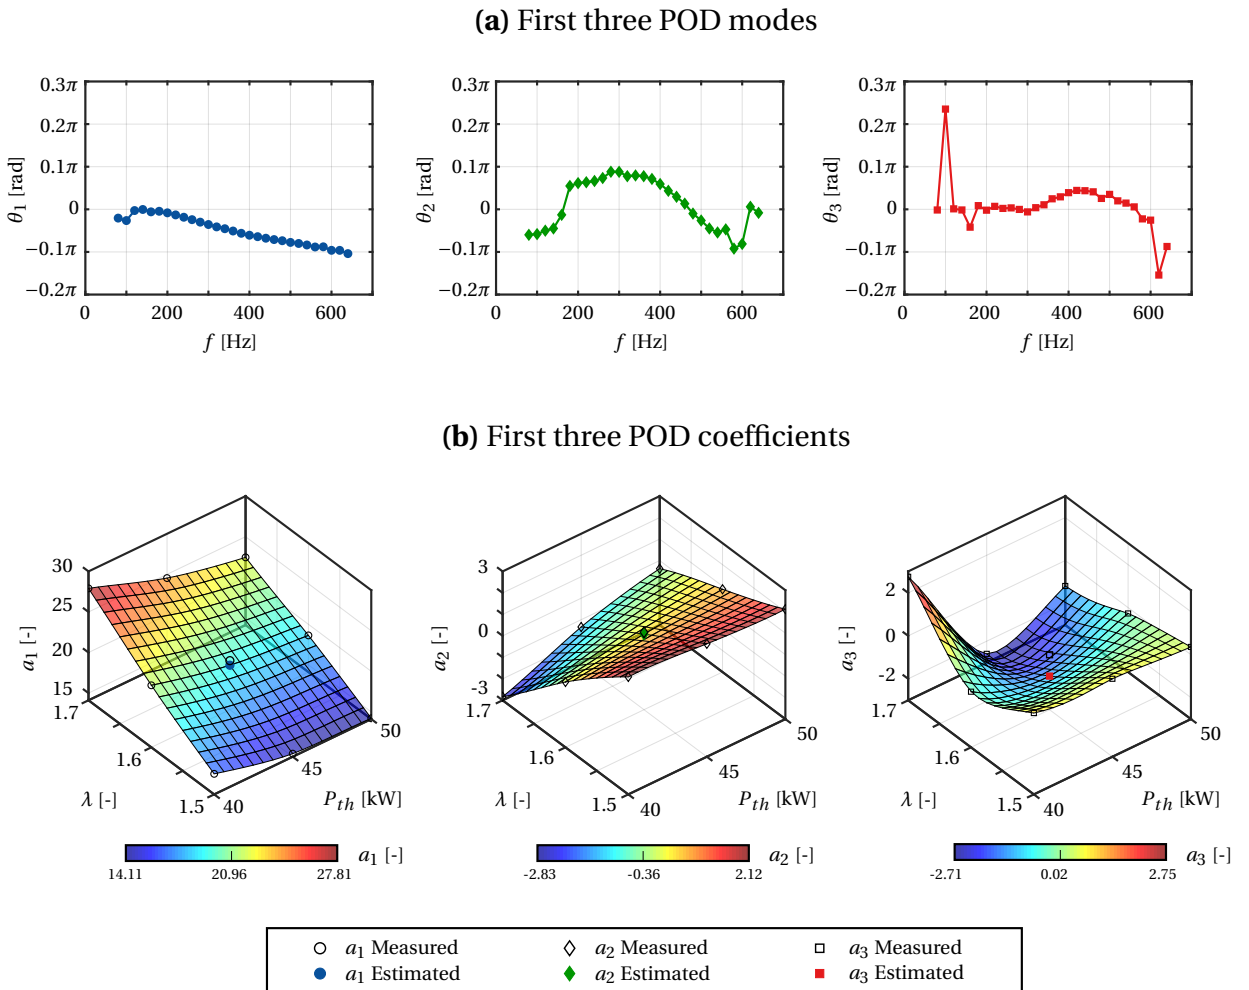 (a) First three POD modes
0.3π
0.2π
0.1π
0
−0.1π
−0.2π
θ1 [rad]
0 200 400 600
f [Hz]
0.3π
0.2π
0.1π
0
−0.1π
−0.2π
θ2 [rad]
0 200 400 600
f [Hz]
0.3π
0.2π
0.1π
0
−0.1π
−0.2π
θ3 [rad]
0 200 400 600
f [Hz]
(b) First three POD coefficients
30
25
20
15
a1 [-]
1.7
1.6
1.5
λ [-]
40
45
50
Pth [kW]
3
0
-3
a2 [-]
1.7
1.6
1.5
λ [-]
40
45
50
Pth [kW]
2
0
-2
a3 [-]
1.7
1.6
1.5
λ [-]
40
45
50
Pth [kW]
a1 [-]
14.11 20.96 27.81
a2 [-]
-2.83 -0.36 2.12
a3 [-]
-2.71 0.02 2.75
a1 Measured a2 Measured a3 Measured
a1 Estimated a2 Estimated a3 Estimated